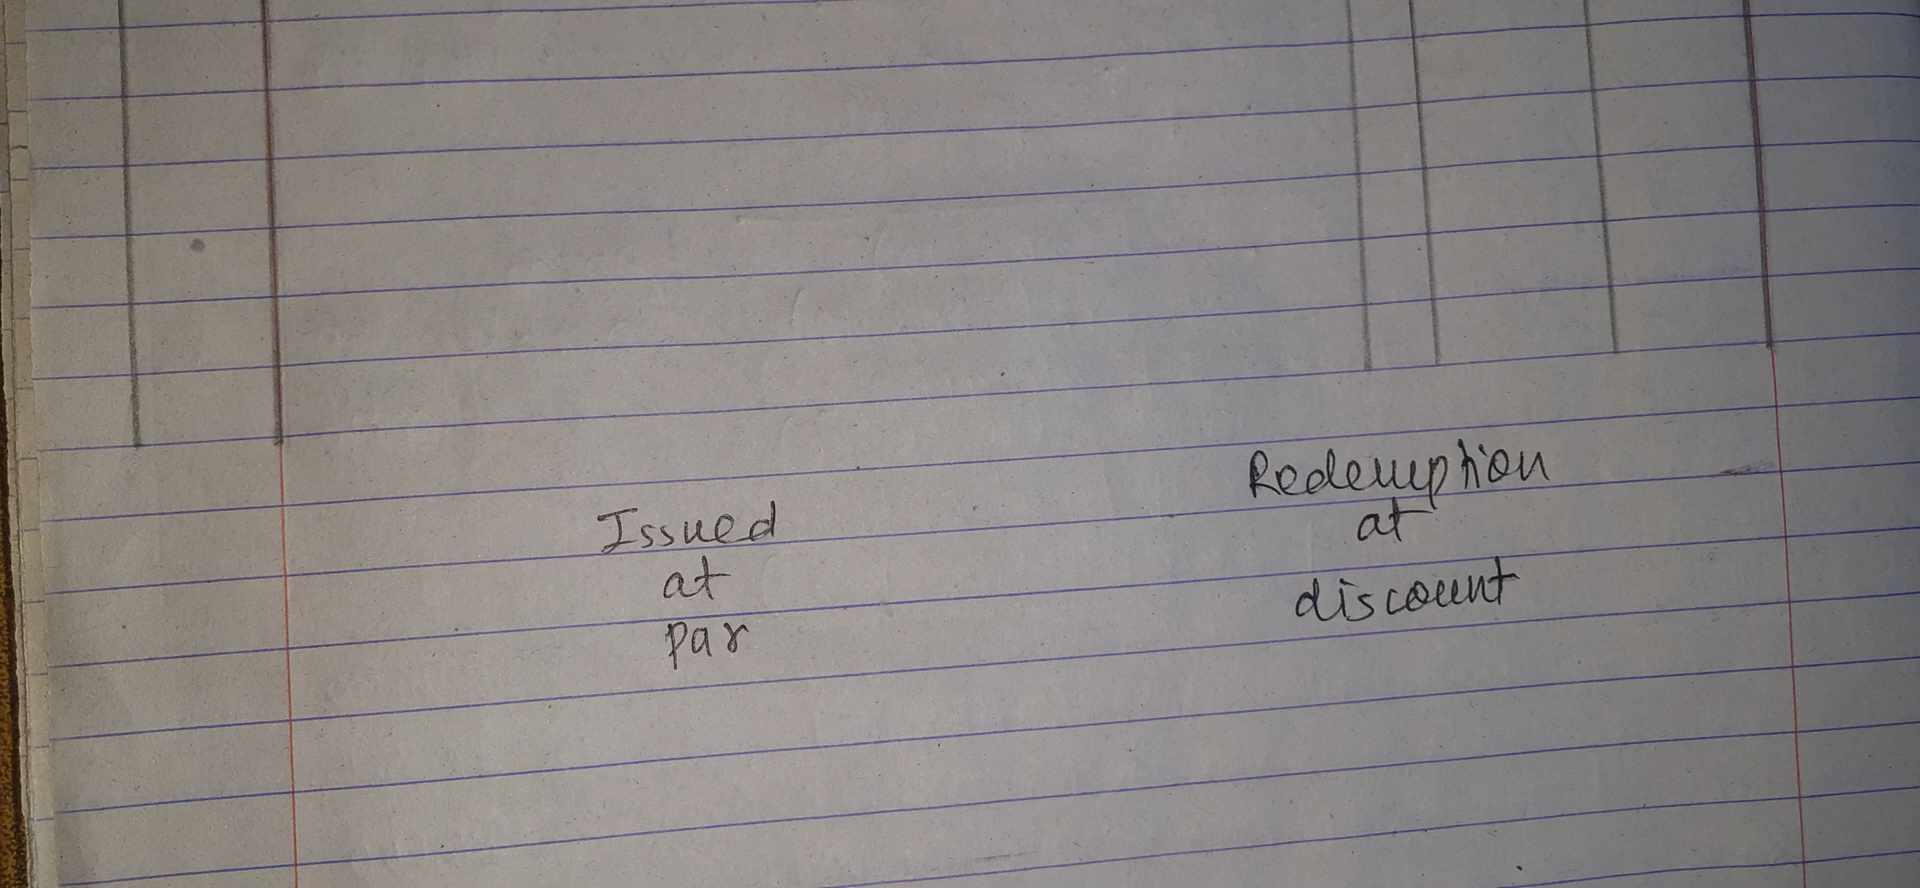 Issued
at
par
Redemption
at
discount